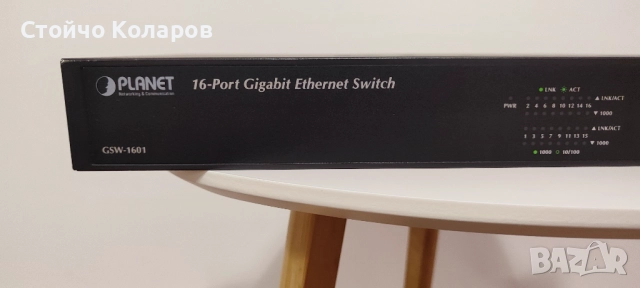 Стойчо Коларов
PLANET
Networking & Communication
16-Port Gigabit Ethernet Switch
GSW-1601
LNK ACT
PWR 2 4 6 8 10 12 14 16 ▲ LNK/ACT
▼ 1000
▲ LNK/ACT
1 3 5 7 9 11 13 15 ▼ 1000
1000 10/100
BAZAR